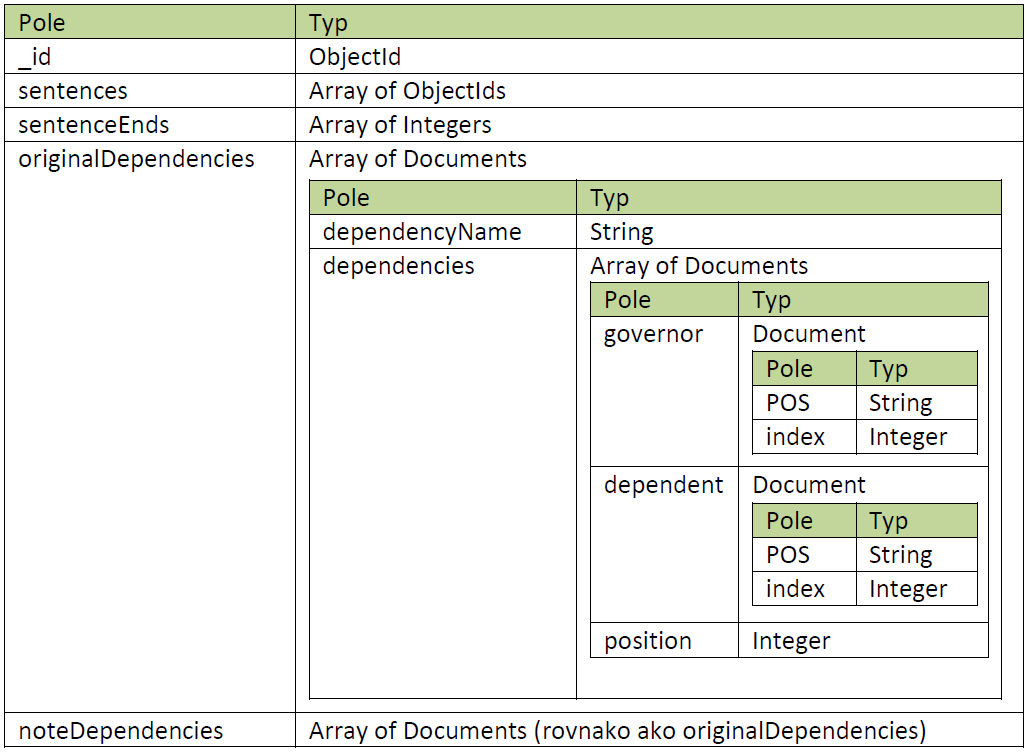 Pole Typ
_id ObjectId
sentences Array of ObjectIds
sentenceEnds Array of Integers
originalDependencies Array of Documents
Pole Typ
dependencyName String
dependencies Array of Documents
Pole Typ
governor Document
Pole Typ
POS String
index Integer
dependent Document
Pole Typ
POS String
index Integer
position Integer
noteDependencies Array of Documents (rovnako ako originalDependencies)